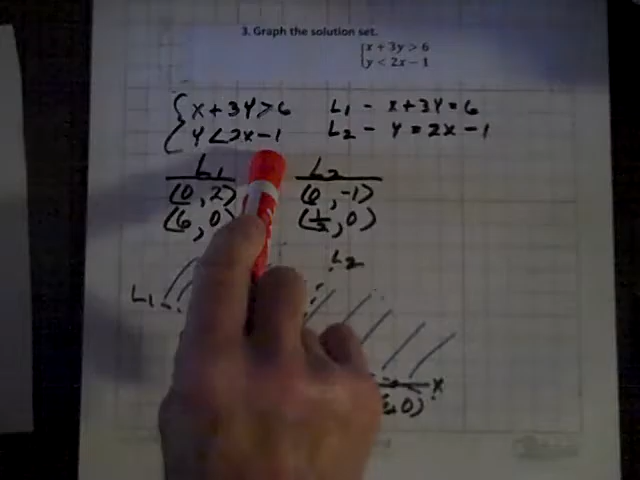 3. Graph the solution set.
x + 3y > 6
y < 2x − 1
x + 3y > 6 L1 - x + 3y = 6
y < 2x - 1 L2 - y = 2x - 1
L1 L2
(0, 2) (0, -1)
(6, 0) (1/2, 0)
L2
L1
x
, 0)